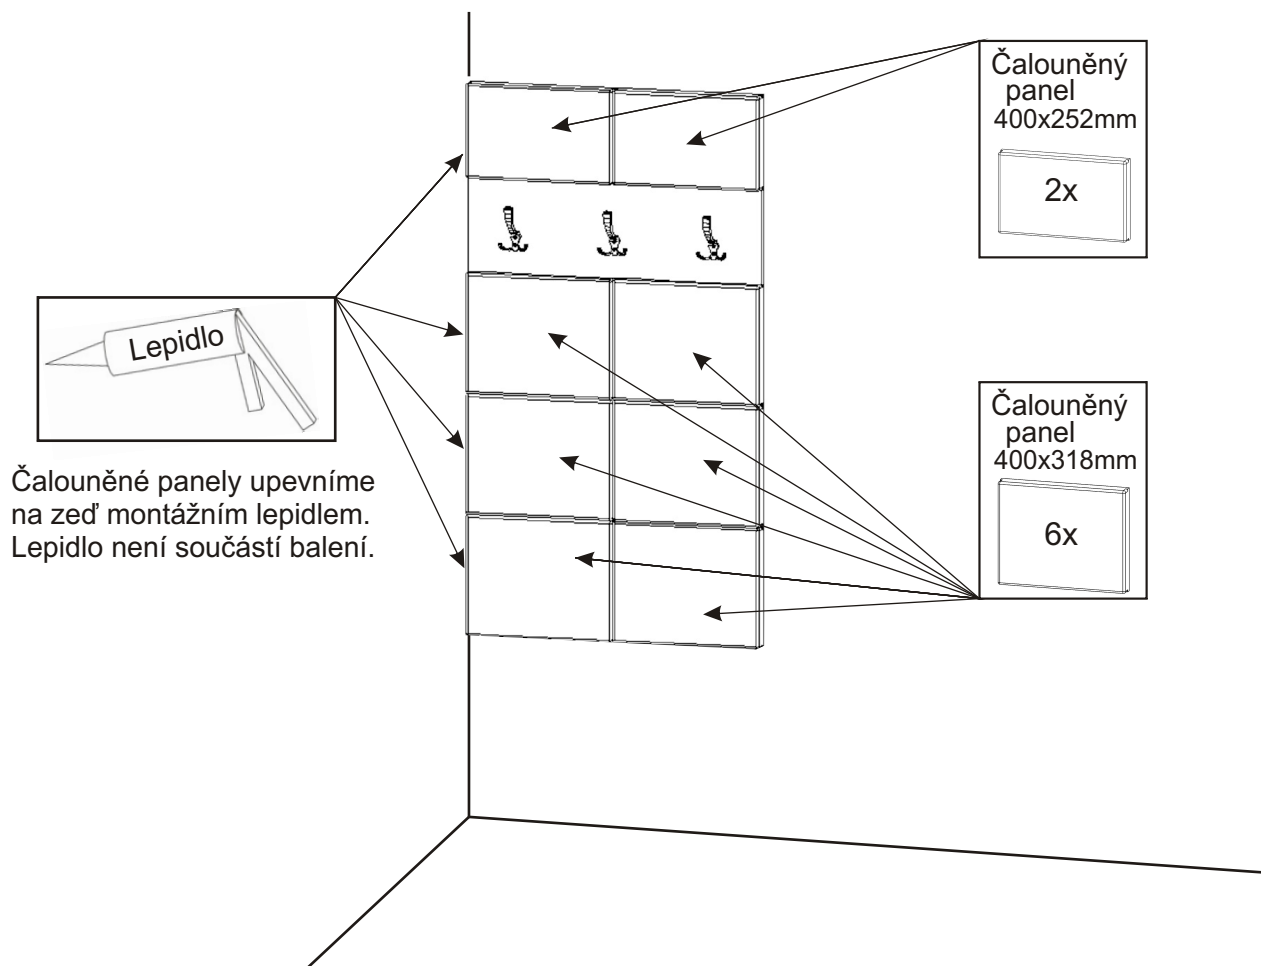 Čalouněný
panel
400x252mm
2x
Lepidlo
Čalouněné panely upevníme
na zeď montážním lepidlem.
Lepidlo není součástí balení.
Čalouněný
panel
400x318mm
6x